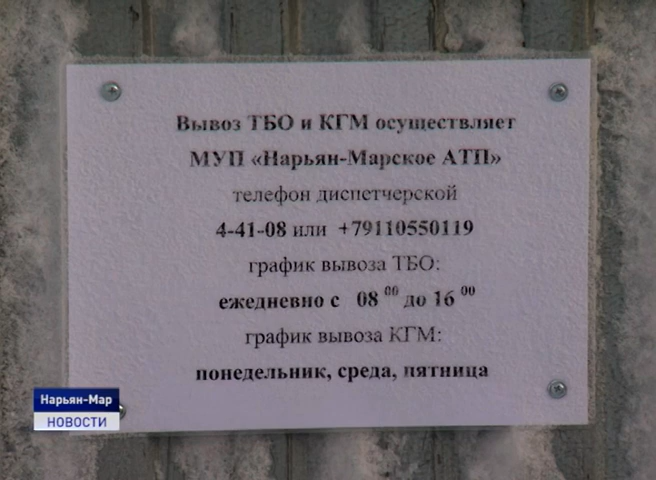 Вывоз ТБО и КГМ осуществляет
МУП «Нарьян-Марское АТП»
телефон диспетчерской
4-41-08 или +79110550119
график вывоза ТБО:
ежедневно с 08 00 до 16 00
график вывоза КГМ:
понедельник, среда, пятница
Нарьян-Мар
НОВОСТИ